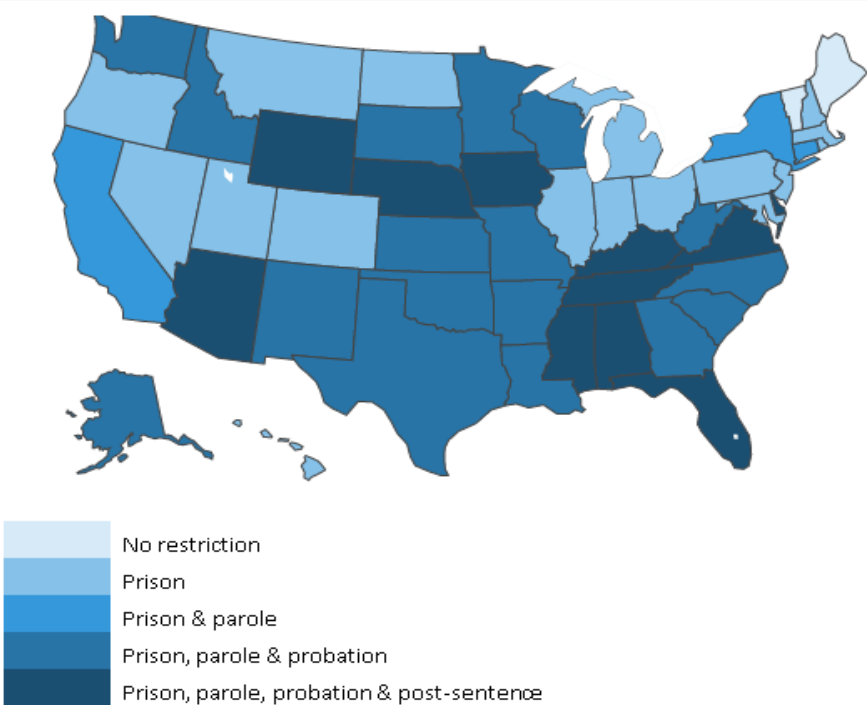 No restriction
Prison
Prison & parole
Prison, parole & probation
Prison, parole, probation & post-sentence